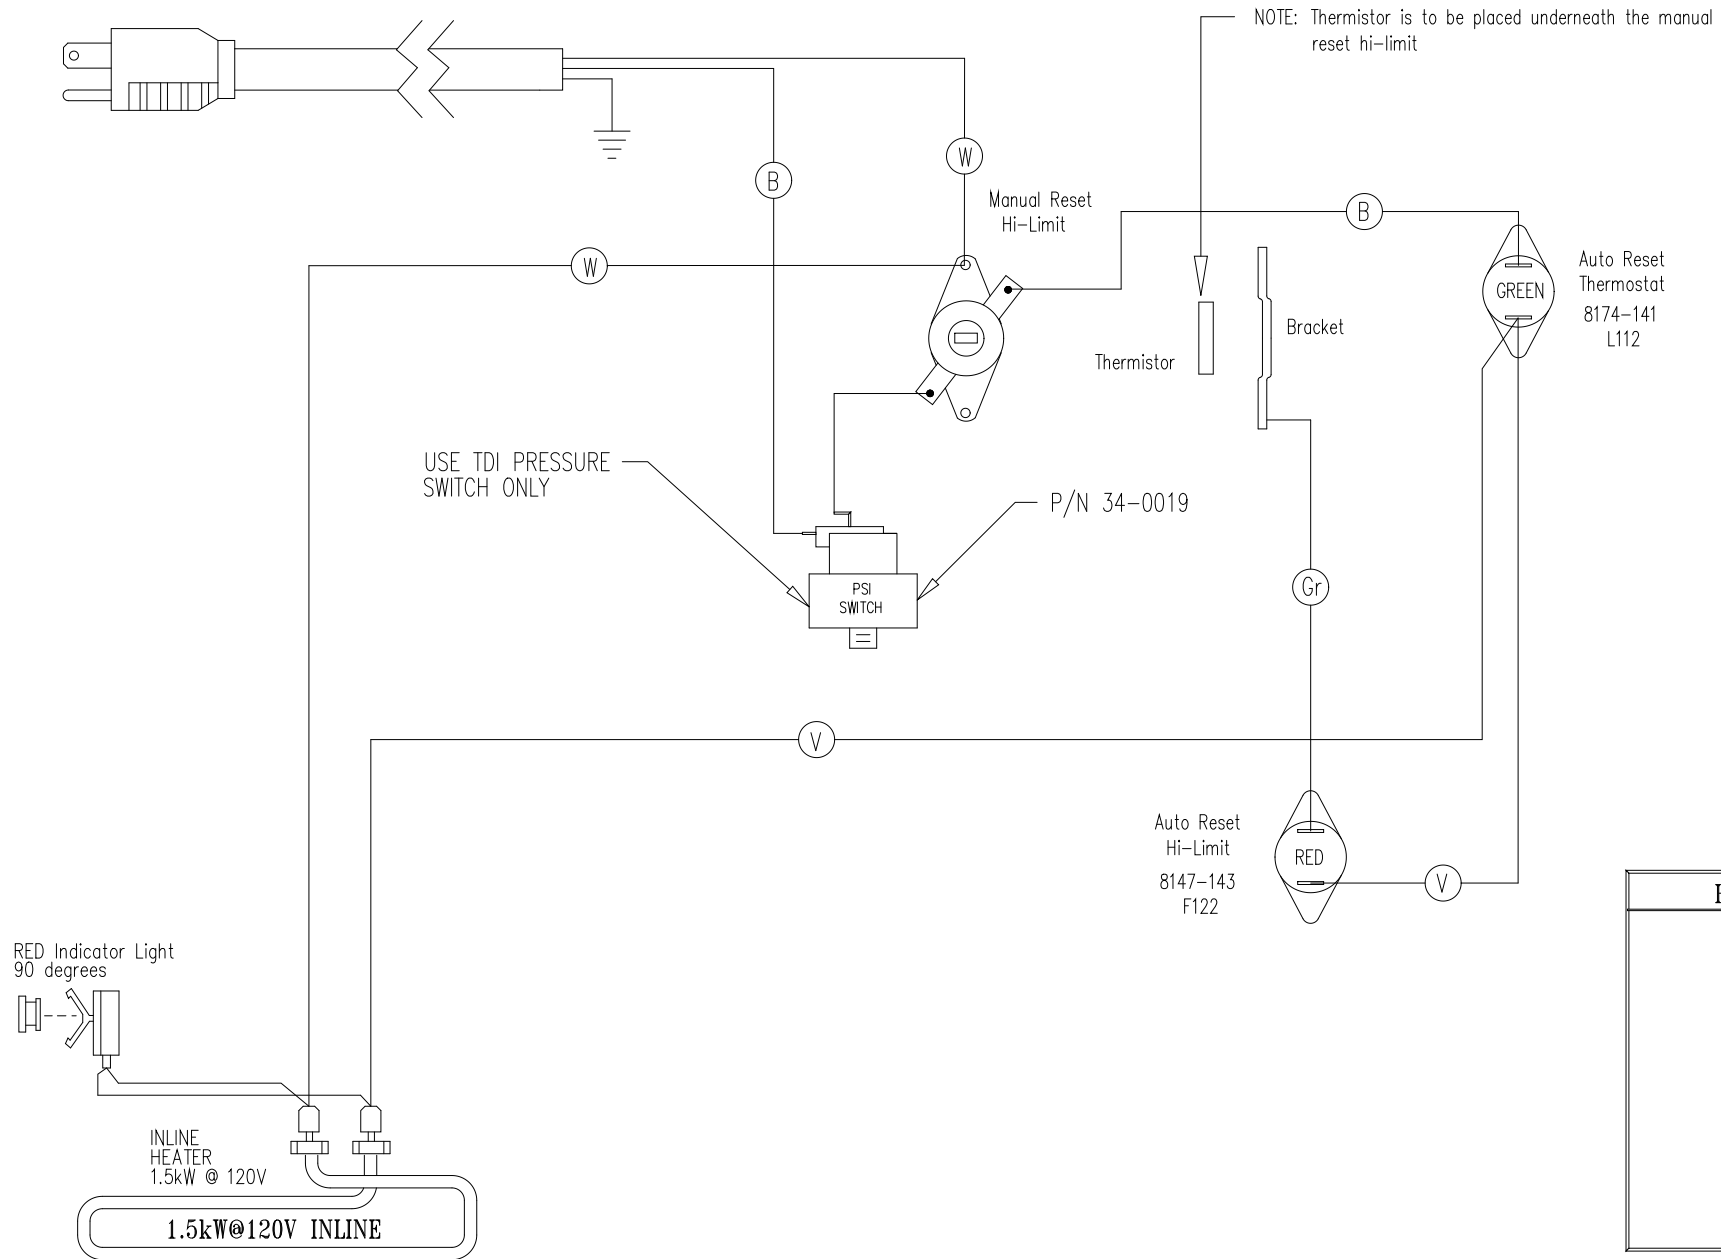 NOTE: Thermistor is to be placed underneath the manual
reset hi-limit
W
B
Manual Reset
Hi-Limit
B
W
GREEN
Auto Reset
Thermostat
8174-141
L112
Bracket
Thermistor
USE TDI PRESSURE
SWITCH ONLY
P/N 34-0019
PSI
SWITCH
Gr
V
Auto Reset
Hi-Limit
8147-143
F122
RED
V
RED Indicator Light
90 degrees
INLINE
HEATER
1.5kW @ 120V
1.5kW@120V INLINE